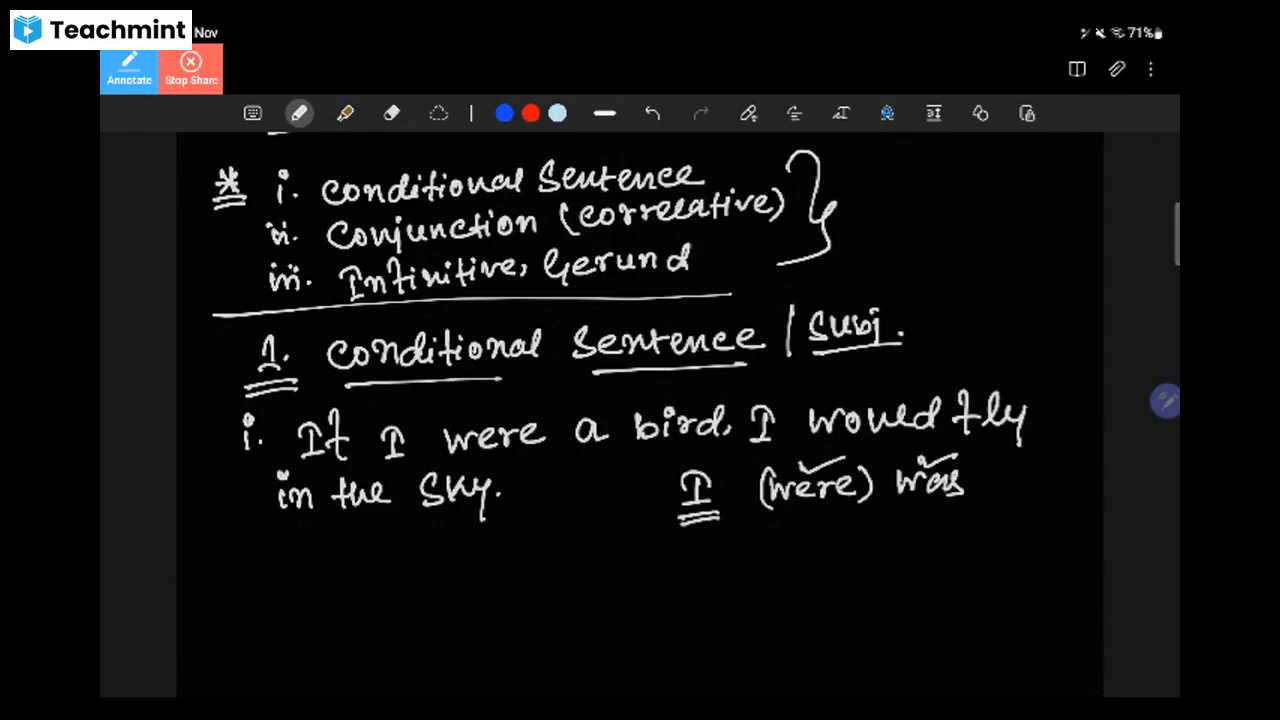 Teachmint
Nov
71%
Annotate
Stop Share
* i. Conditional Sentence
ii. Conjunction (Correlative)
iii. Infinitive, Gerund
1. Conditional Sentence / Subj.
i. If I were a bird, I would fly
in the sky.
I (were) was